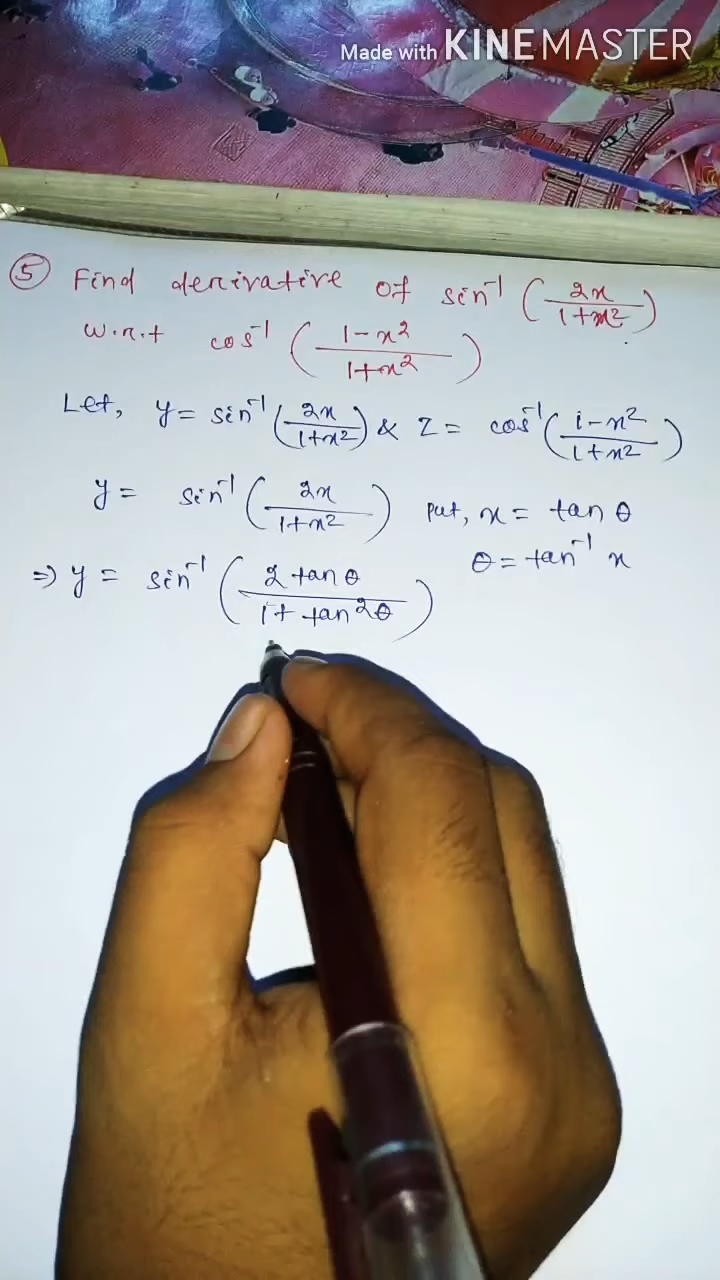 Made with KINEMASTER
⑤ Find derivative of sin⁻¹ (2x/1+x²)
w.r.t cos⁻¹ (1-x²/1+x²)
Let, y = sin⁻¹ (2x/1+x²) & Z = cos⁻¹ (1-x²/1+x²)
y = sin⁻¹ (2x/1+x²) Put, x = tan θ
θ = tan⁻¹ x
⇒ y = sin⁻¹ (2 tan θ/1+ tan²θ)